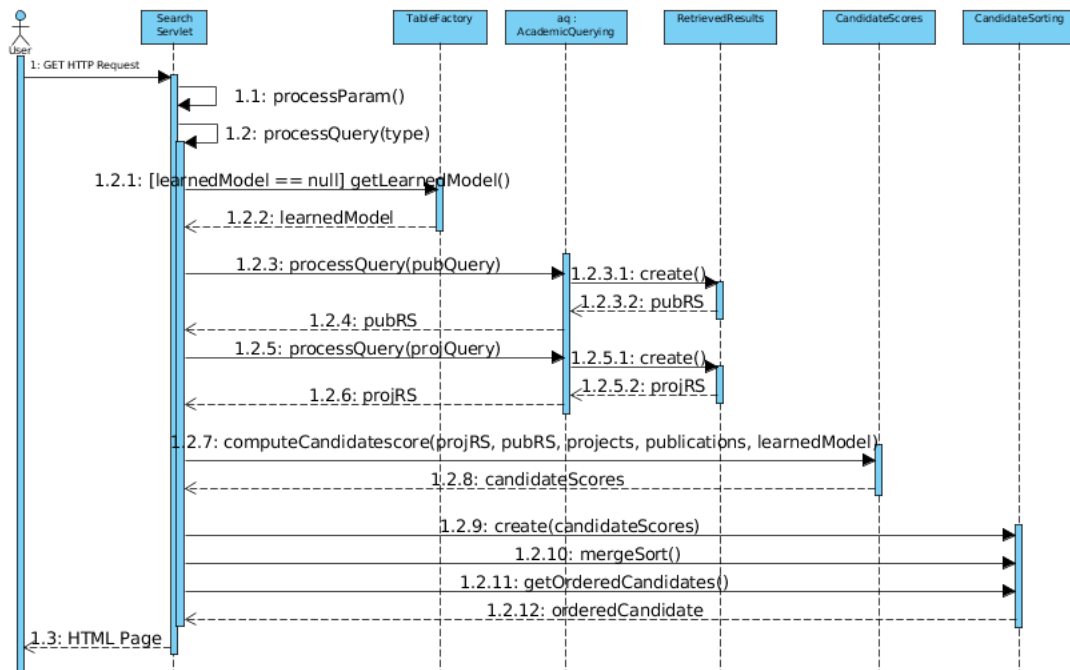 Search
Servlet
TableFactory
aq :
AcademicQuerying
RetrievedResults
CandidateScores
CandidateSorting
User
1: GET HTTP Request
1.1: processParam()
1.2: processQuery(type)
1.2.1: [learnedModel == null] getLearnedModel()
1.2.2: learnedModel
1.2.3: processQuery(pubQuery)
1.2.3.1: create()
1.2.3.2: pubRS
1.2.4: pubRS
1.2.5: processQuery(projQuery)
1.2.5.1: create()
1.2.5.2: projRS
1.2.6: projRS
1.2.7: computeCandidatescore(projRS, pubRS, projects, publications, learnedModel)
1.2.8: candidateScores
1.2.9: create(candidateScores)
1.2.10: mergeSort()
1.2.11: getOrderedCandidates()
1.2.12: orderedCandidate
1.3: HTML Page